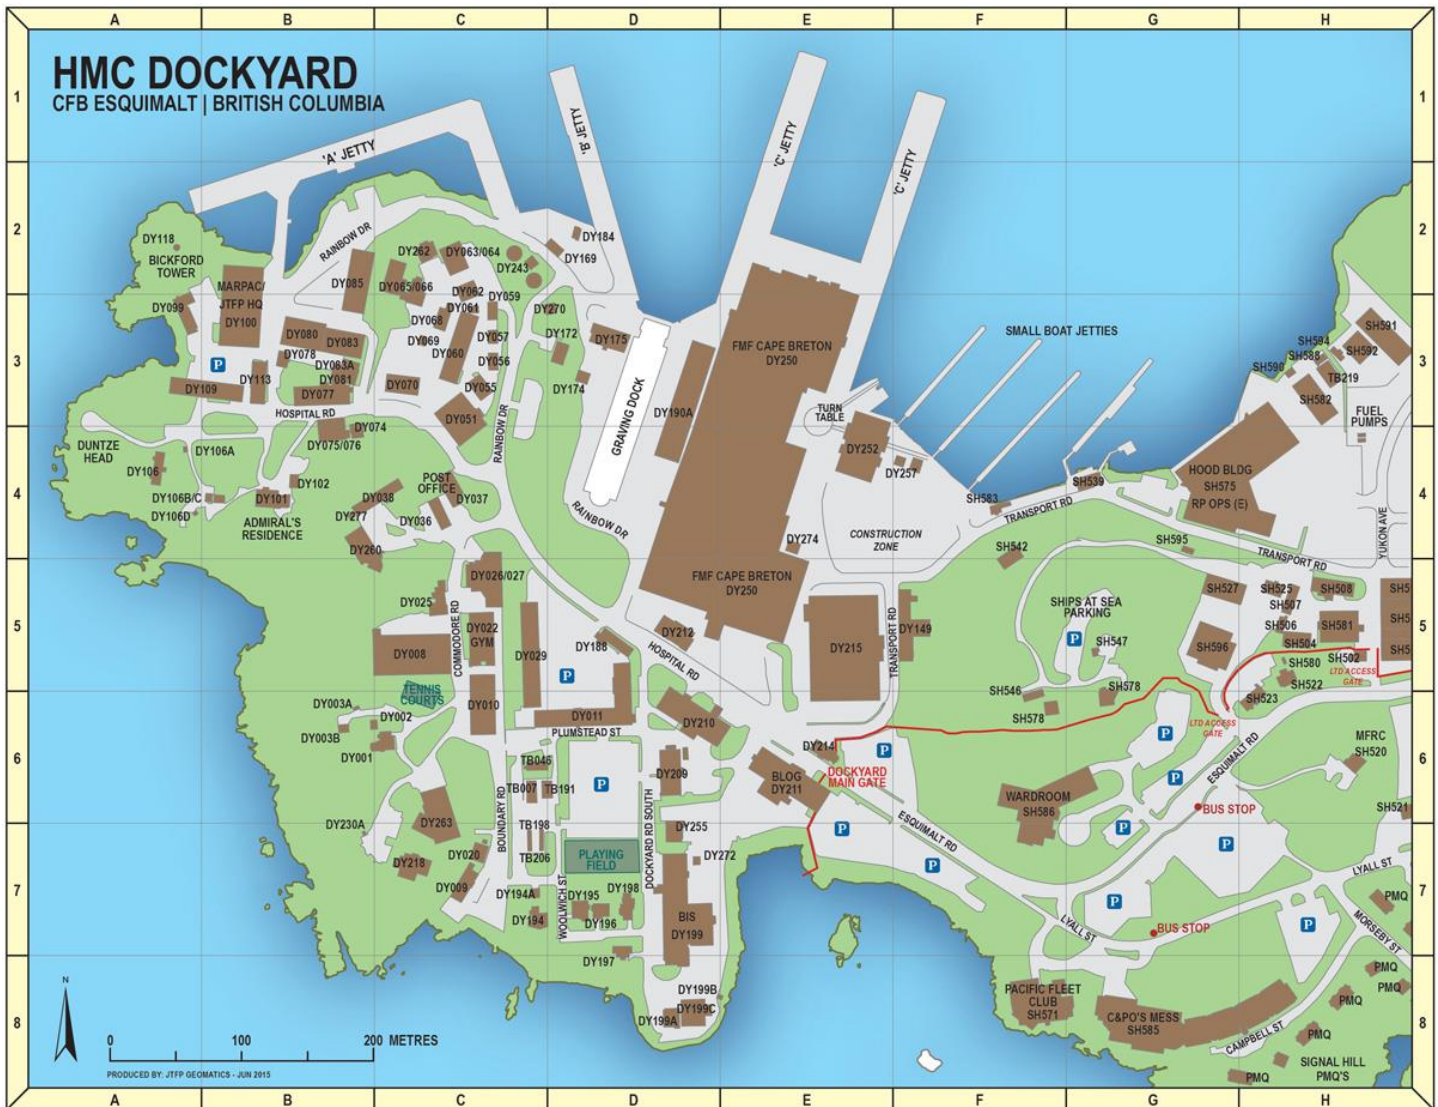 A B C D E F G H
1
2
3
4
5
6
7
8
HMC DOCKYARD
CFB ESQUIMALT | BRITISH COLUMBIA
'A' JETTY
'B' JETTY
'C' JETTY
'C' JETTY
DY118
BICKFORD
TOWER
RAINBOW DR
DY262
DY063/064
DY243
DY184
DY169
MARPAC/
JTFP HQ
DY100
DY085
DY065/066
DY062
DY059
DY061
DY099
DY068
DY270
DY080
DY083
DY069
DY060
DY057
DY172
DY175
DY078
DY083A
DY056
DY081
DY109
DY113
DY077
DY070
DY055
DY174
HOSPITAL RD
DY051
RAINBOW DR
GRAVING DOCK
DY190A
FMF CAPE BRETON
DY250
SMALL BOAT JETTIES
TURN
TABLE
DY252
DY257
SH591
SH594
SH588
SH592
SH590
TB219
SH582
FUEL
PUMPS
DUNTZE
HEAD
DY106A
DY075/076
DY074
DY106
DY102
DY106B/C
DY101
DY106D
ADMIRAL'S
RESIDENCE
DY038
POST
OFFICE
DY037
DY277
DY036
DY260
RAINBOW DR
DY274
CONSTRUCTION
ZONE
SH583
TRANSPORT RD
SH539
HOOD BLDG
SH575
RP OPS (E)
SH595
TRANSPORT RD
YUKON AVE
SH542
DY026/027
FMF CAPE BRETON
DY250
DY025
COMMODORE RD
DY022
GYM
DY008
DY029
DY188
DY212
HOSPITAL RD
DY215
TRANSPORT RD
DY149
SHIPS AT SEA
PARKING
SH547
SH527
SH525
SH508
SH507
SH506
SH581
SH504
SH596
SH580
SH502
SH5
SH5
SH5
LTD ACCESS
GATE
SH522
SH523
SH546
SH578
SH578
LTD ACCESS
GATE
TENNIS
COURTS
DY003A
DY002
DY010
DY011
DY003B
DY001
PLUMSTEAD ST
DY210
DY214
DOCKYARD
MAIN GATE
BLOG
DY211
DY209
TB046
TB007
TB191
BOUNDARY RD
DOCKYARD RD SOUTH
ESQUIMALT RD
MFRC
SH520
SH521
WARDROOM
SH586
BUS STOP
ESQUIMALT RD
DY230A
DY263
TB198
TB206
DY255
DY272
PLAYING
FIELD
DY218
DY020
DY009
DY194A
DY194
WOOLWICH ST
DY195
DY198
DY196
BIS
DY199
DY197
LYALL ST
BUS STOP
LYALL ST
MORSEBY ST
PMQ
PMQ
PMQ
PMQ
PMQ
PMQ
DY199B
DY199C
DY199A
PACIFIC FLEET
CLUB
SH571
C&PO'S MESS
SH585
CAMPBELL ST
SIGNAL HILL
PMQ'S
P
P
P
P
P
P
P
P
P
P
P
P
P
N
0 100 200 METRES
PRODUCED BY: JTFP GEOMATICS - JUN 2015
A B C D E F G H
1
2
3
4
5
6
7
8